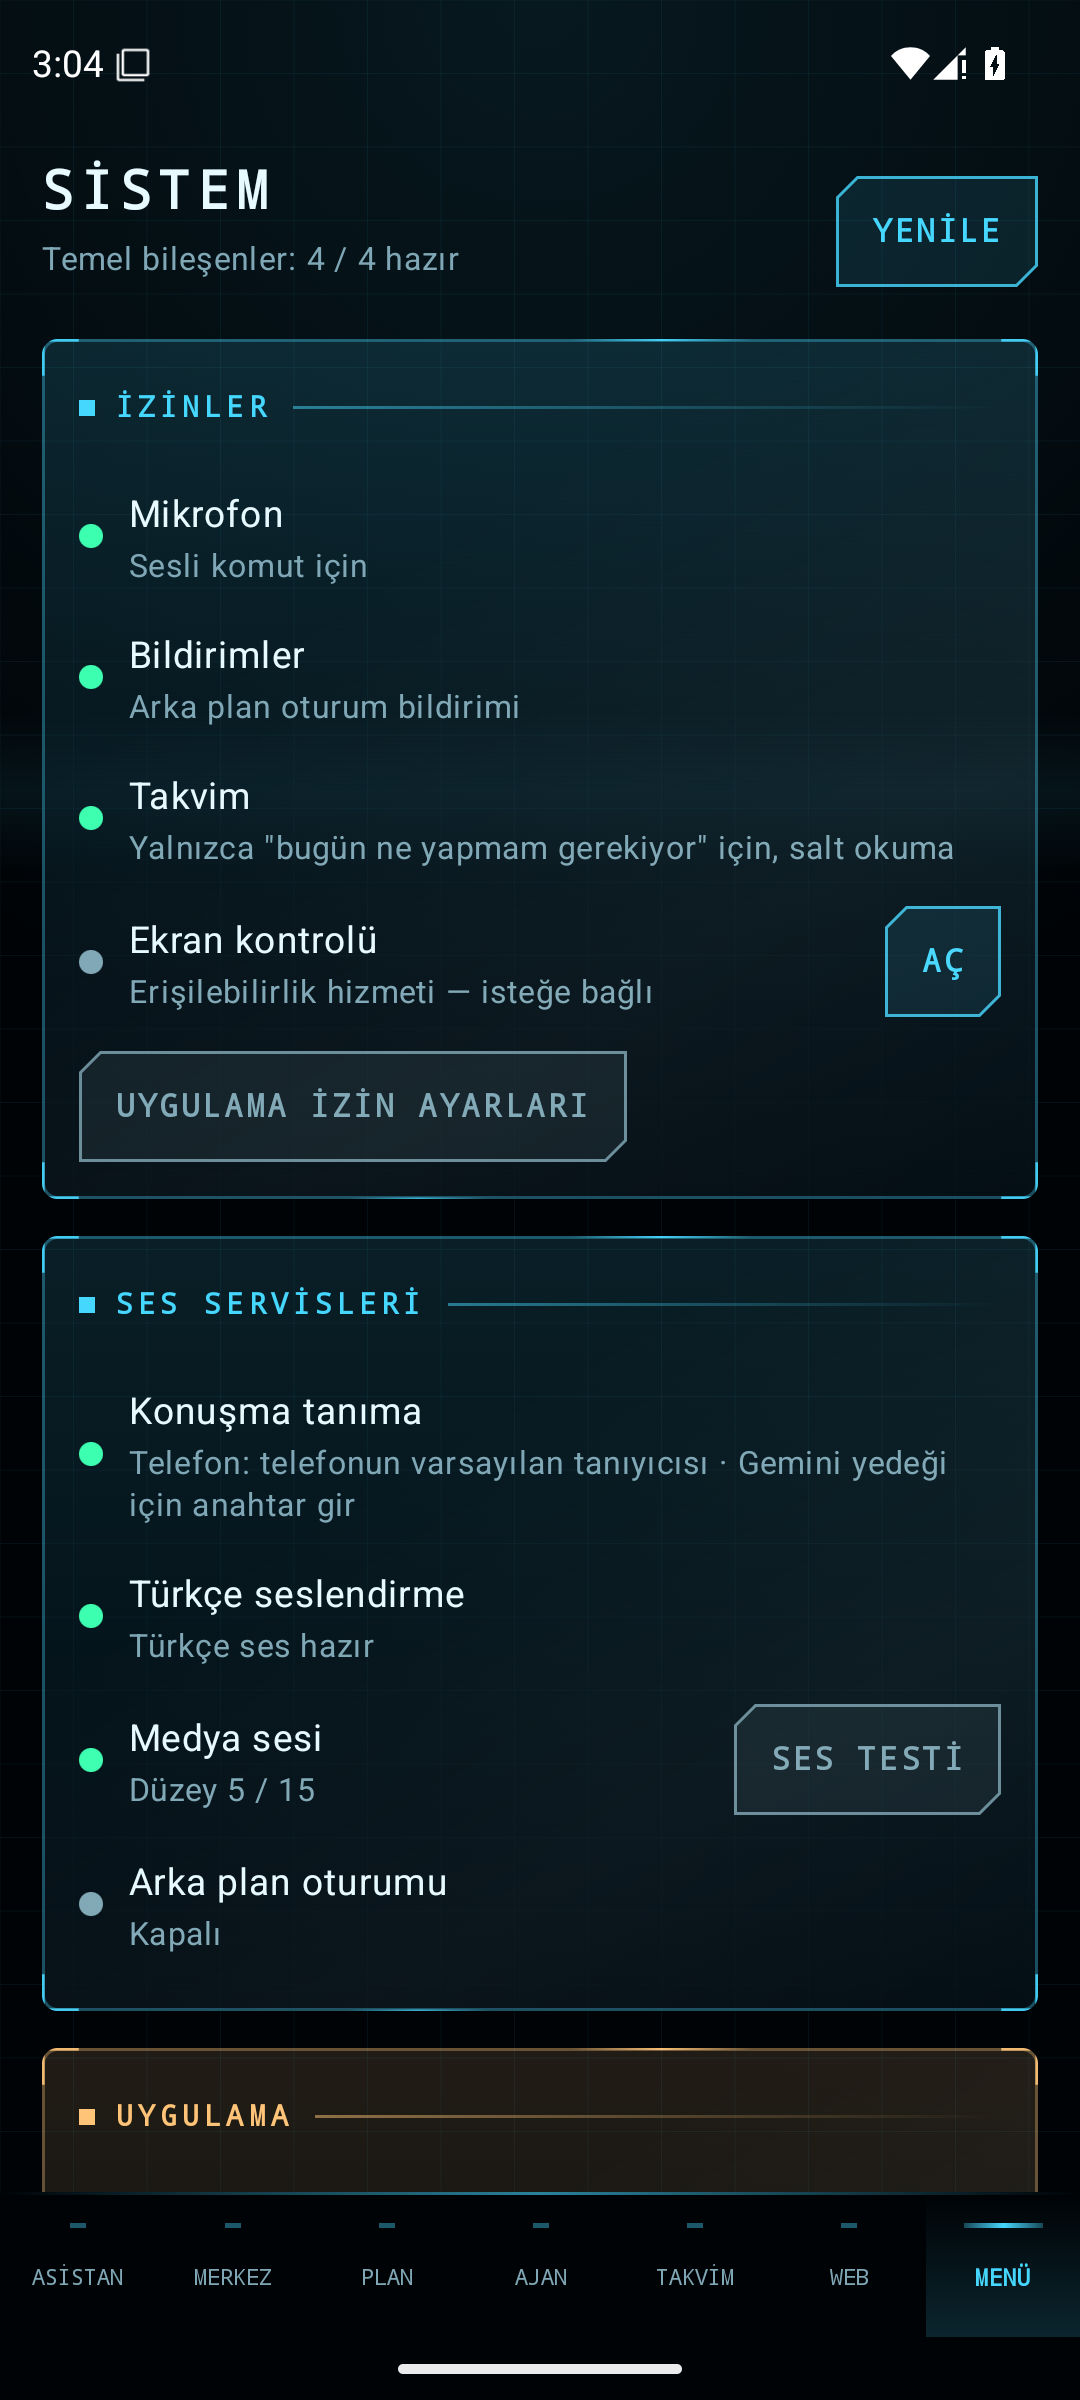 3:04
SİSTEM
Temel bileşenler: 4 / 4 hazır
YENİLE
İZİNLER
Mikrofon
Sesli komut için
Bildirimler
Arka plan oturum bildirimi
Takvim
Yalnızca "bugün ne yapmam gerekiyor" için, salt okuma
Ekran kontrolü
Erişilebilirlik hizmeti — isteğe bağlı
AÇ
UYGULAMA İZİN AYARLARI
SES SERVİSLERİ
Konuşma tanıma
Telefon: telefonun varsayılan tanıyıcısı · Gemini yedeği
için anahtar gir
Türkçe seslendirme
Türkçe ses hazır
Medya sesi
Düzey 5 / 15
SES TESTİ
Arka plan oturumu
Kapalı
UYGULAMA
ASİSTAN
MERKEZ
PLAN
AJAN
TAKVİM
WEB
MENÜ